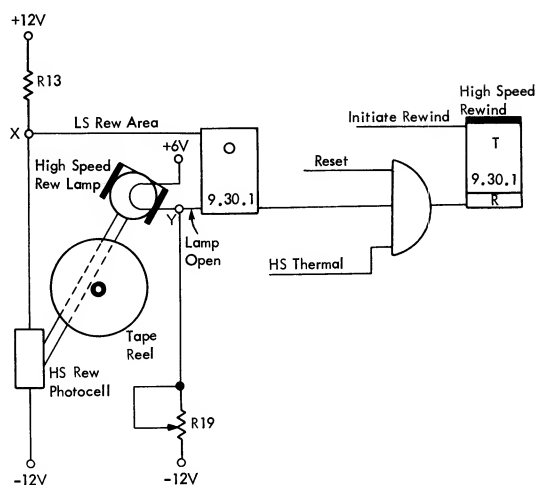 +12V
R13
X
LS Rew Area
High Speed
Rew Lamp
+6V
O
9.30.1
Y
Lamp
Open
Initiate Rewind
High Speed
Rewind
T
9.30.1
R
Reset
HS Thermal
Tape
Reel
HS Rew
Photocell
R19
-12V
-12V